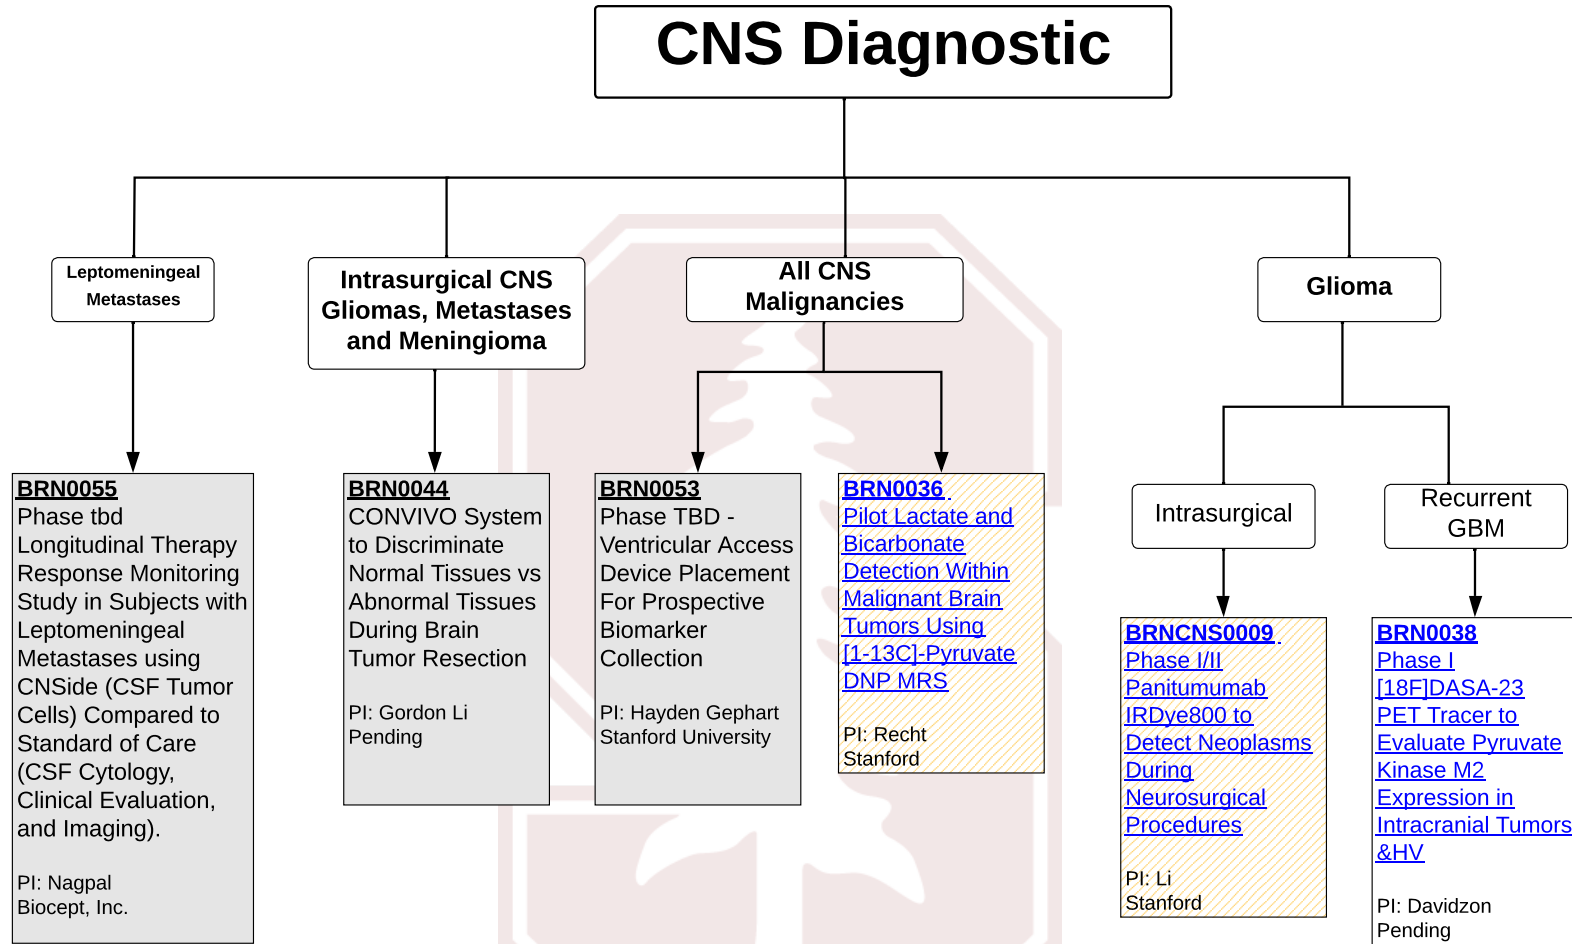 CNS Diagnostic
Leptomeningeal
Metastases
Intrasurgical CNS
Gliomas, Metastases
and Meningioma
All CNS
Malignancies
Glioma
Intrasurgical
Recurrent
GBM
BRN0055
Phase tbd
Longitudinal Therapy
Response Monitoring
Study in Subjects with
Leptomeningeal
Metastases using
CNSide (CSF Tumor
Cells) Compared to
Standard of Care
(CSF Cytology,
Clinical Evaluation,
and Imaging).
PI: Nagpal
Biocept, Inc.
BRN0044
CONVIVO System
to Discriminate
Normal Tissues vs
Abnormal Tissues
During Brain
Tumor Resection
PI: Gordon Li
Pending
BRN0053
Phase TBD -
Ventricular Access
Device Placement
For Prospective
Biomarker
Collection
PI: Hayden Gephart
Stanford University
BRN0036
Pilot Lactate and
Bicarbonate
Detection Within
Malignant Brain
Tumors Using
[1-13C]-Pyruvate
DNP MRS
PI: Recht
Stanford
BRNCNS0009
Phase I/II
Panitumumab
IRDye800 to
Detect Neoplasms
During
Neurosurgical
Procedures
PI: Li
Stanford
BRN0038
Phase I
[18F]DASA-23
PET Tracer to
Evaluate Pyruvate
Kinase M2
Expression in
Intracranial Tumors
&HV
PI: Davidzon
Pending